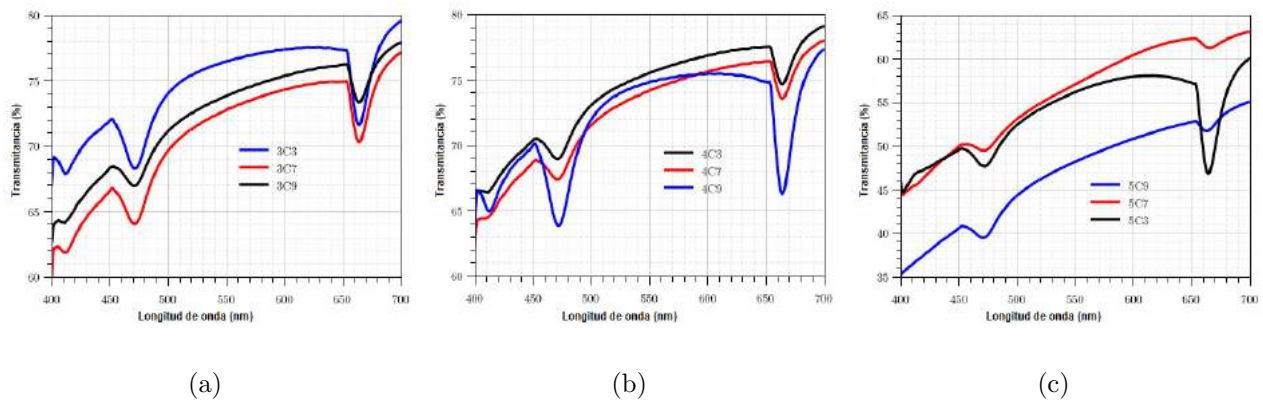 80
75
70
65
60
Transmitancia (%)
3C3
3C7
3C9
400 450 500 550 600 650 700
Longitud de onda (nm)
(a)
80
75
70
65
60
Transmitancia (%)
4C3
4C7
4C9
400 450 500 550 600 650 700
Longitud de onda (nm)
(b)
65
60
55
50
45
40
35
Transmitancia (%)
5C9
5C7
5C3
400 450 500 550 600 650 700
Longitud de onda (nm)
(c)